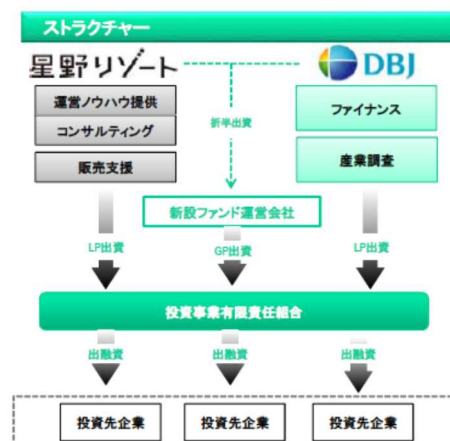 ストラクチャー
星野リゾート
DBJ
運営ノウハウ提供
コンサルティング
販売支援
折半出資
ファイナンス
産業調査
新設ファンド運営会社
LP出資
GP出資
LP出資
投資事業有限責任組合
出融資
出融資
出融資
投資先企業
投資先企業
投資先企業